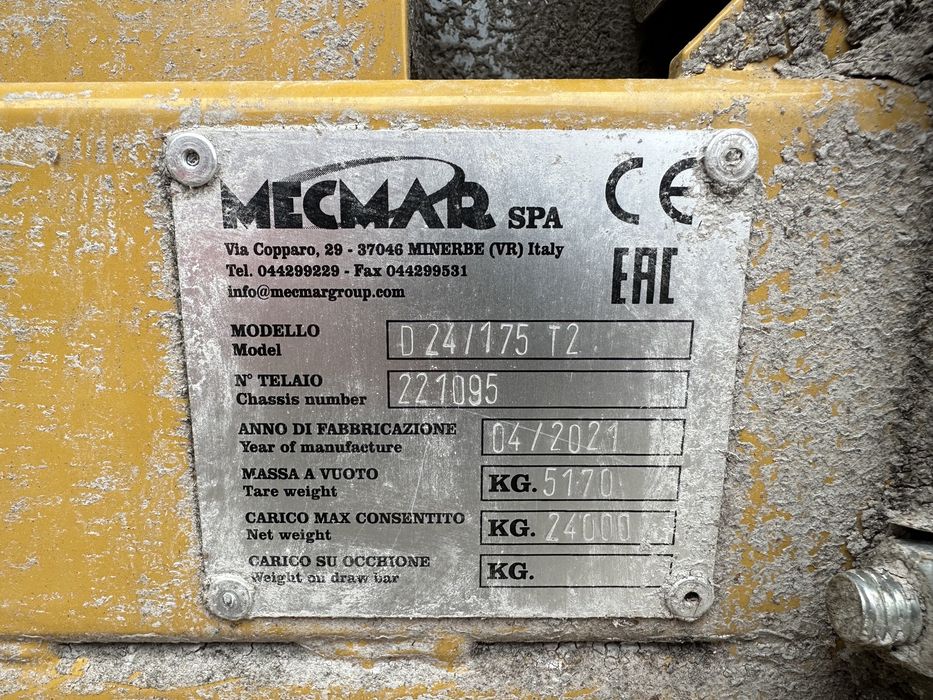 MECMAR SPA
CE
Via Copparo, 29 - 37046 MINERBE (VR) Italy
Tel. 044299229 - Fax 044299531
info@mecmargroup.com
EAC
MODELLO
Model
D 24/175 T2
N° TELAIO
Chassis number
221095
ANNO DI FABBRICAZIONE
Year of manufacture
04/2021
MASSA A VUOTO
Tare weight
KG. 5170
CARICO MAX CONSENTITO
Net weight
KG. 24000
CARICO SU OCCHIONE
Weight on draw bar
KG.